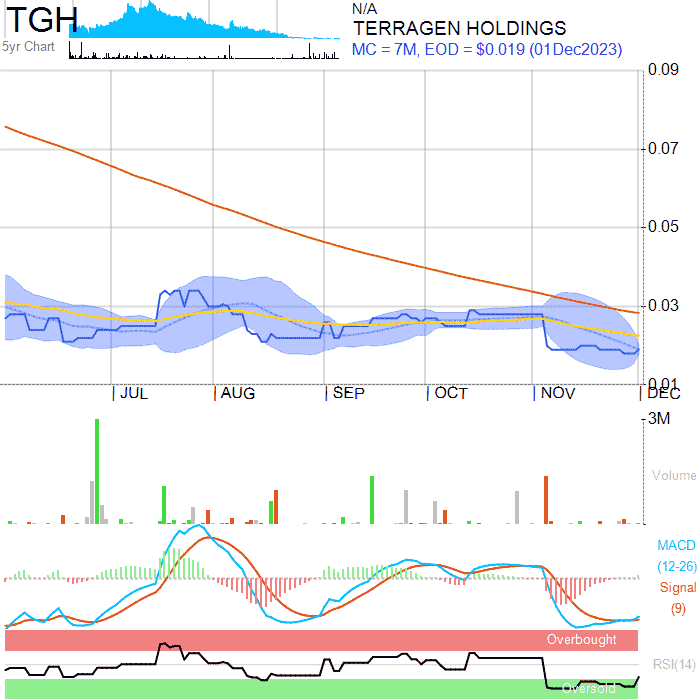 TGH
5yr Chart
N/A
TERRAGEN HOLDINGS
MC = 7M, EOD = $0.019 (01Dec2023)
0.09
0.07
0.05
0.03
0.01
JUL AUG SEP OCT NOV DEC
3M
Volume
MACD
(12-26)
Signal
(9)
Overbought
RSI(14)
Oversold